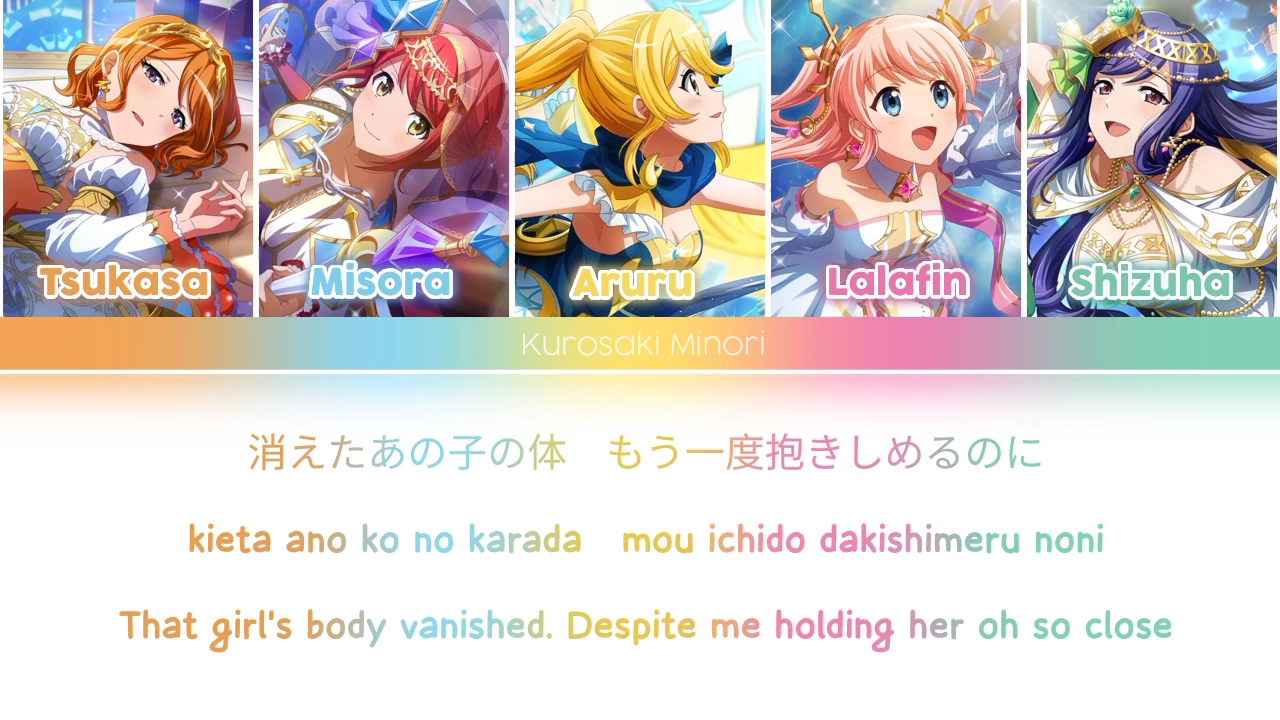 Tsukasa
Misora
Aruru
Lalafin
Shizuha
Kurosaki Minori
消えたあの子の体　もう一度抱きしめるのに
kieta ano ko no karada　mou ichido dakishimeru noni
That girl's body vanished. Despite me holding her oh so close